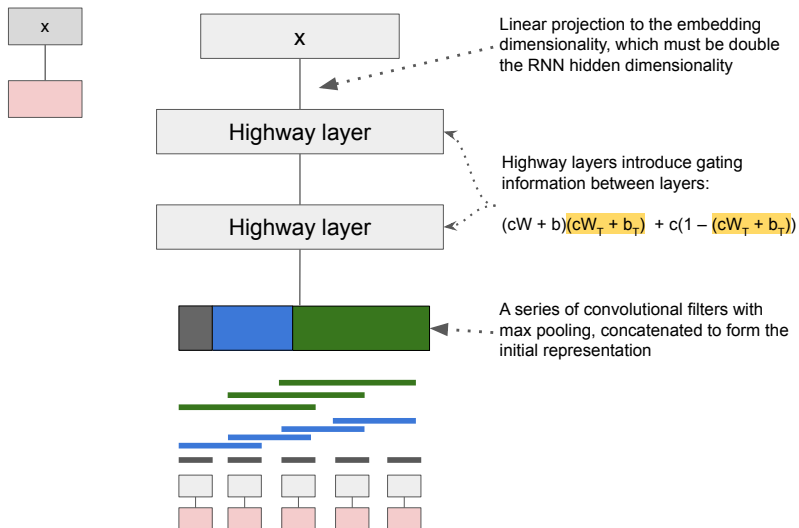 x
x
Linear projection to the embedding
dimensionality, which must be double
the RNN hidden dimensionality
Highway layer
Highway layers introduce gating
information between layers:
(cW + b)(cW_T + b_T) + c(1 – (cW_T + b_T))
Highway layer
A series of convolutional filters with
max pooling, concatenated to form the
initial representation